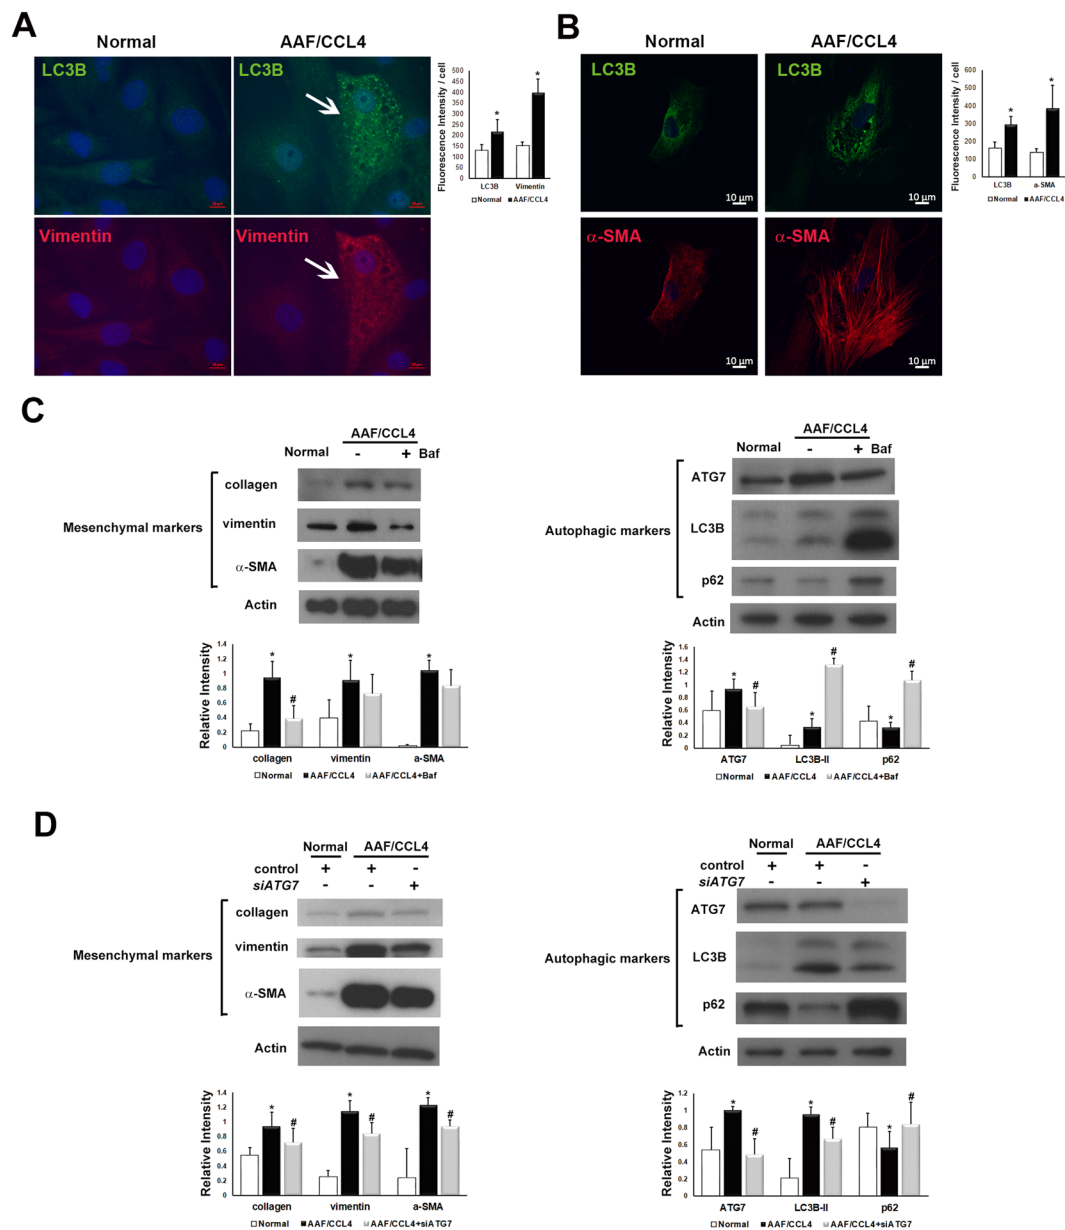 A
Normal
AAF/CCL4
LC3B
LC3B
Vimentin
Vimentin
Fluorescence Intensity / cell
500
450
400
350
300
250
200
150
100
50
0
*
*
LC3B
Vimentin
Normal
AAF/CCL4
B
Normal
AAF/CCL4
LC3B
LC3B
10 µm
10 µm
α-SMA
α-SMA
10 µm
10 µm
Fluorescence Intensity / cell
600
500
400
300
200
100
0
*
*
LC3B
a-SMA
Normal
AAF/CCL4
C
AAF/CCL4
Normal
-
+
Baf
Mesenchymal markers
collagen
vimentin
α-SMA
Actin
Relative Intensity
1.4
1.2
1
0.8
0.6
0.4
0.2
0
*
#
*
*
collagen
vimentin
a-SMA
Normal
AAF/CCL4
AAF/CCL4+Baf
AAF/CCL4
Normal
-
+
Baf
Autophagic markers
ATG7
LC3B
p62
Actin
Relative Intensity
1.6
1.4
1.2
1
0.8
0.6
0.4
0.2
0
*
#
*
#
*
#
ATG7
LC3B-II
p62
Normal
AAF/CCL4
AAF/CCL4+Baf
D
Normal
AAF/CCL4
control
+
+
-
siATG7
-
-
+
Mesenchymal markers
collagen
vimentin
α-SMA
Actin
Relative Intensity
1.4
1.2
1
0.8
0.6
0.4
0.2
0
*
#
*
#
*
#
collagen
vimentin
a-SMA
Normal
AAF/CCL4
AAF/CCL4+siATG7
Normal
AAF/CCL4
control
+
+
-
siATG7
-
-
+
Autophagic markers
ATG7
LC3B
p62
Actin
Relative Intensity
1.2
1
0.8
0.6
0.4
0.2
0
*
#
*
#
*
#
ATG7
LC3B-II
p62
Normal
AAF/CCL4
AAF/CCL4+siATG7